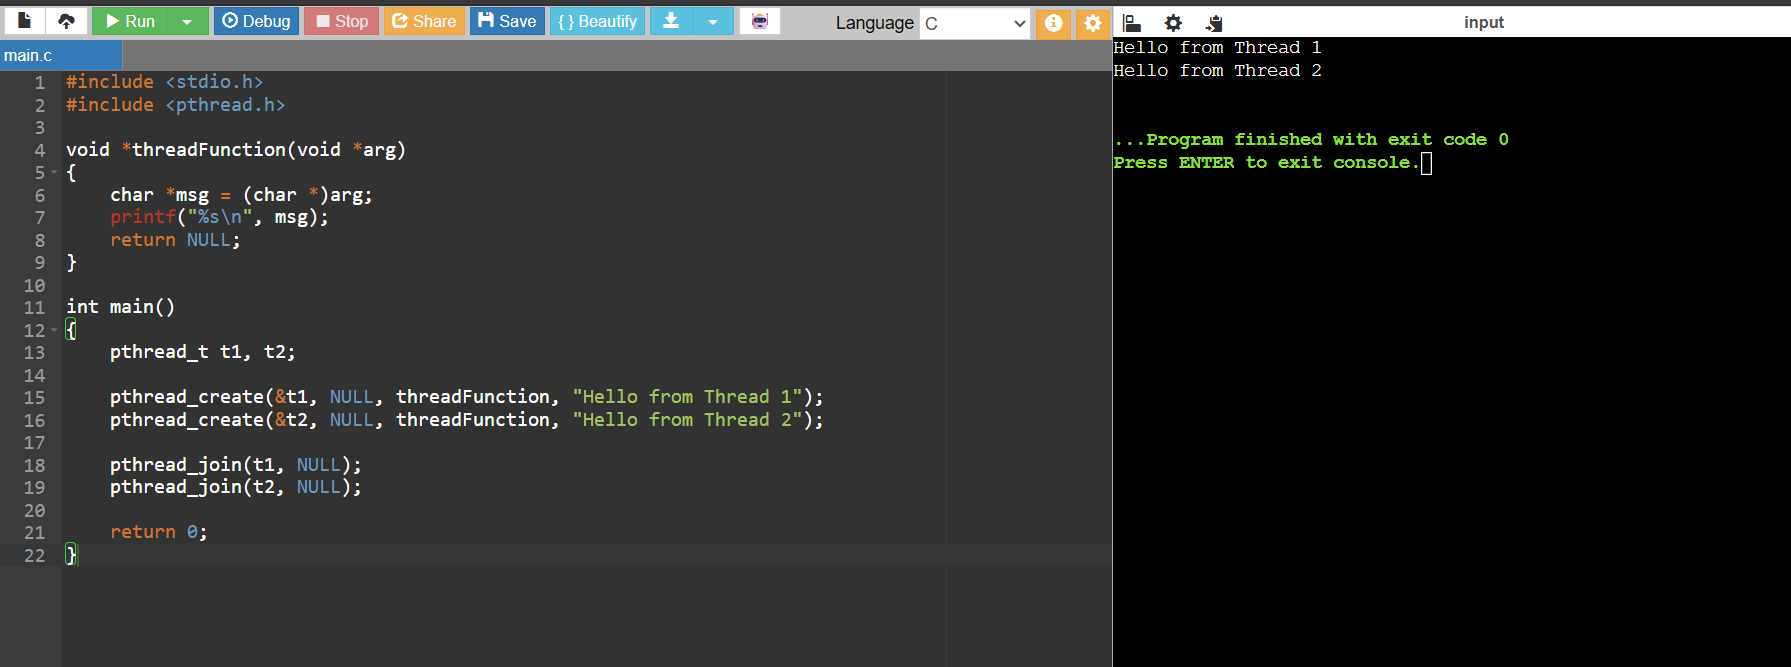 Run Debug Stop Share Save { } Beautify Language C
main.c
1 #include <stdio.h>
2 #include <pthread.h>
3
4 void *threadFunction(void *arg)
5 {
6     char *msg = (char *)arg;
7     printf("%s\n", msg);
8     return NULL;
9 }
10
11 int main()
12 {
13     pthread_t t1, t2;
14
15     pthread_create(&t1, NULL, threadFunction, "Hello from Thread 1");
16     pthread_create(&t2, NULL, threadFunction, "Hello from Thread 2");
17
18     pthread_join(t1, NULL);
19     pthread_join(t2, NULL);
20
21     return 0;
22 }
input
Hello from Thread 1
Hello from Thread 2
...Program finished with exit code 0
Press ENTER to exit console.